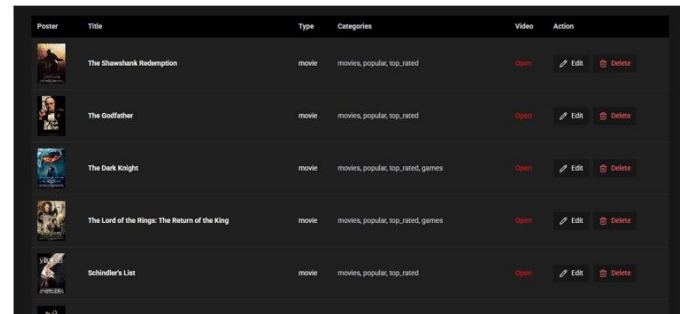 Poster Title Type Categories Video Action
The Shawshank Redemption movie movies, popular, top_rated Open Edit Delete
The Godfather movie movies, popular, top_rated Open Edit Delete
The Dark Knight movie movies, popular, top_rated, games Open Edit Delete
The Lord of the Rings: The Return of the King movie movies, popular, top_rated, games Open Edit Delete
Schindler's List movie movies, popular, top_rated Open Edit Delete